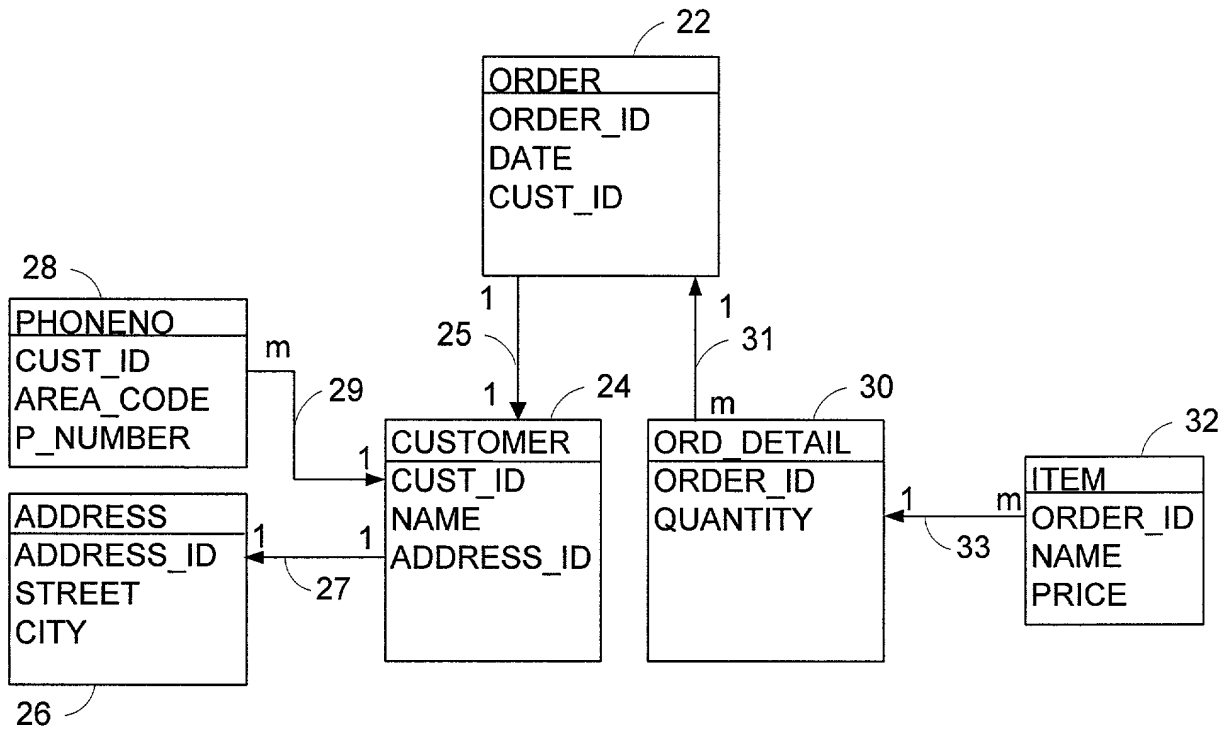 22
ORDER
ORDER_ID
DATE
CUST_ID
28
PHONENO
CUST_ID
AREA_CODE
P_NUMBER
m
29
1
1
25
1
1
31
m
24
CUSTOMER
CUST_ID
NAME
ADDRESS_ID
30
ORD_DETAIL
ORDER_ID
QUANTITY
32
ITEM
ORDER_ID
NAME
PRICE
1
m
33
ADDRESS
ADDRESS_ID
STREET
CITY
1
1
27
26